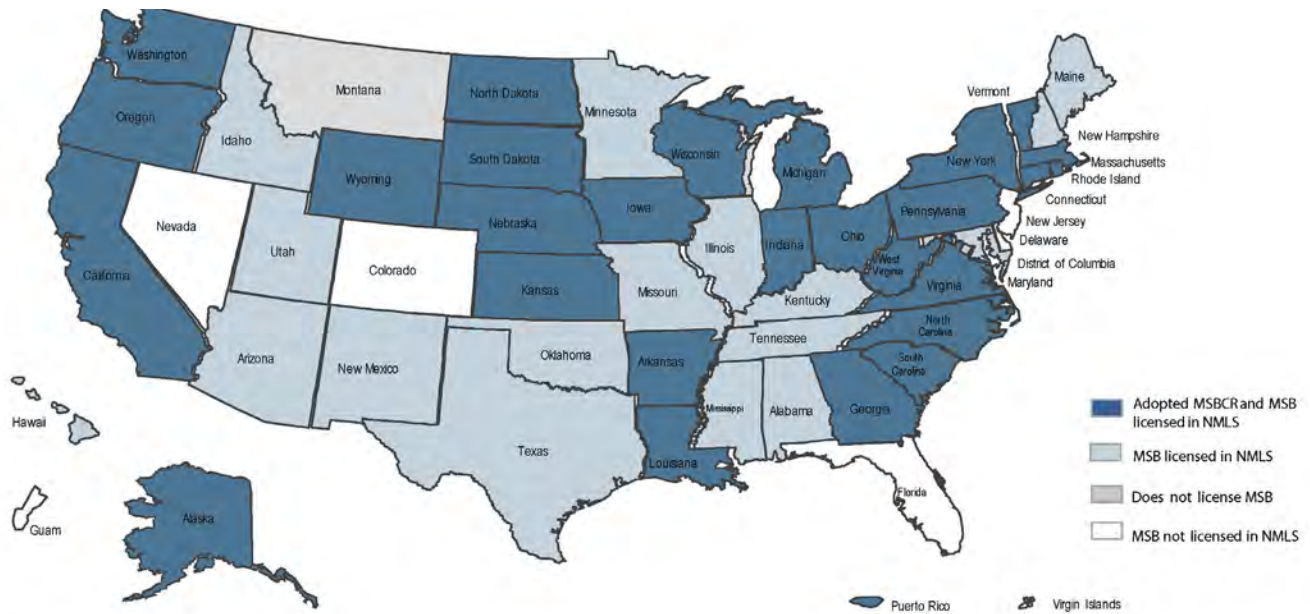 Washington
Montana
North Dakota
Minnesota
Vermont
Maine
Oregon
Idaho
New Hampshire
Wyoming
South Dakota
Wisconsin
Michigan
New York
Massachusetts
Rhode Island
Connecticut
Nevada
Utah
Colorado
Nebraska
Iowa
Illinois
Indiana
Ohio
Pennsylvania
New Jersey
Delaware
District of Columbia
Maryland
California
Kansas
Missouri
Kentucky
West
Virginia
Virginia
Arizona
New Mexico
Oklahoma
Arkansas
Tennessee
North
Carolina
South
Carolina
Hawaii
Texas
Louisiana
Mississippi
Alabama
Georgia
Florida
Guam
Alaska
Adopted MSBCR and MSB
licensed in NMLS
MSB licensed in NMLS
Does not license MSB
MSB not licensed in NMLS
Puerto Rico
Virgin Islands